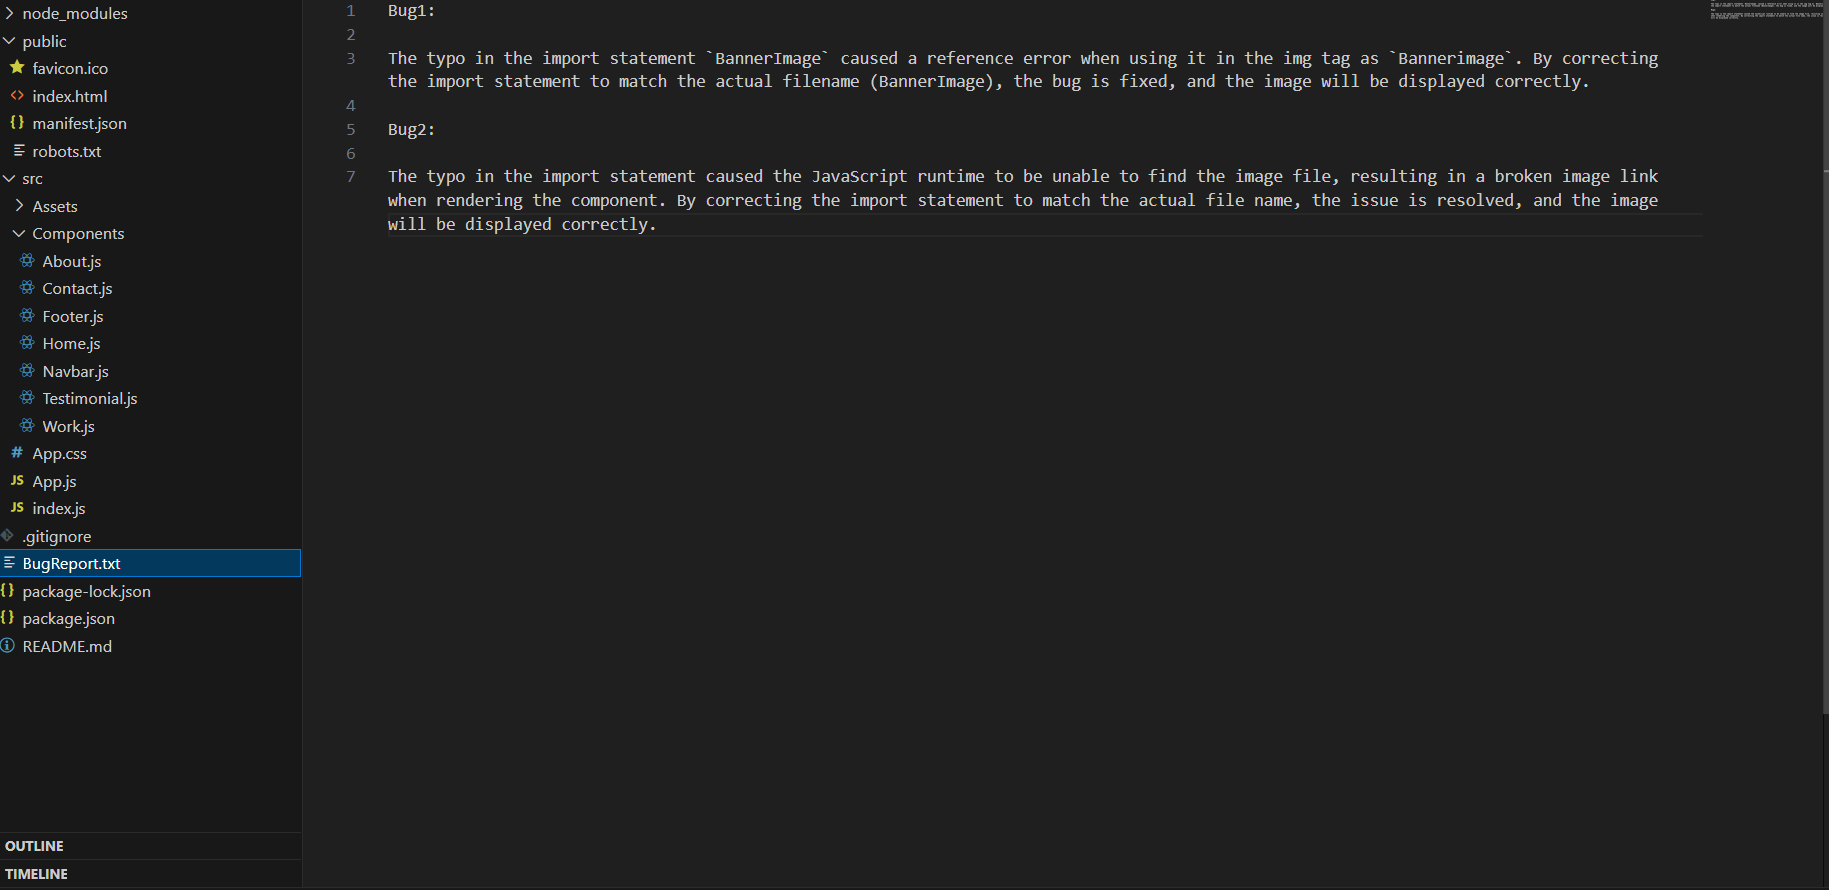 node_modules
public
favicon.ico
index.html
manifest.json
robots.txt
src
Assets
Components
About.js
Contact.js
Footer.js
Home.js
Navbar.js
Testimonial.js
Work.js
App.css
App.js
index.js
.gitignore
BugReport.txt
package-lock.json
package.json
README.md
OUTLINE
TIMELINE
1 Bug1:
2
3 The typo in the import statement `BannerImage` caused a reference error when using it in the img tag as `Bannerimage`. By correcting
the import statement to match the actual filename (BannerImage), the bug is fixed, and the image will be displayed correctly.
4
5 Bug2:
6
7 The typo in the import statement caused the JavaScript runtime to be unable to find the image file, resulting in a broken image link
when rendering the component. By correcting the import statement to match the actual file name, the issue is resolved, and the image
will be displayed correctly.